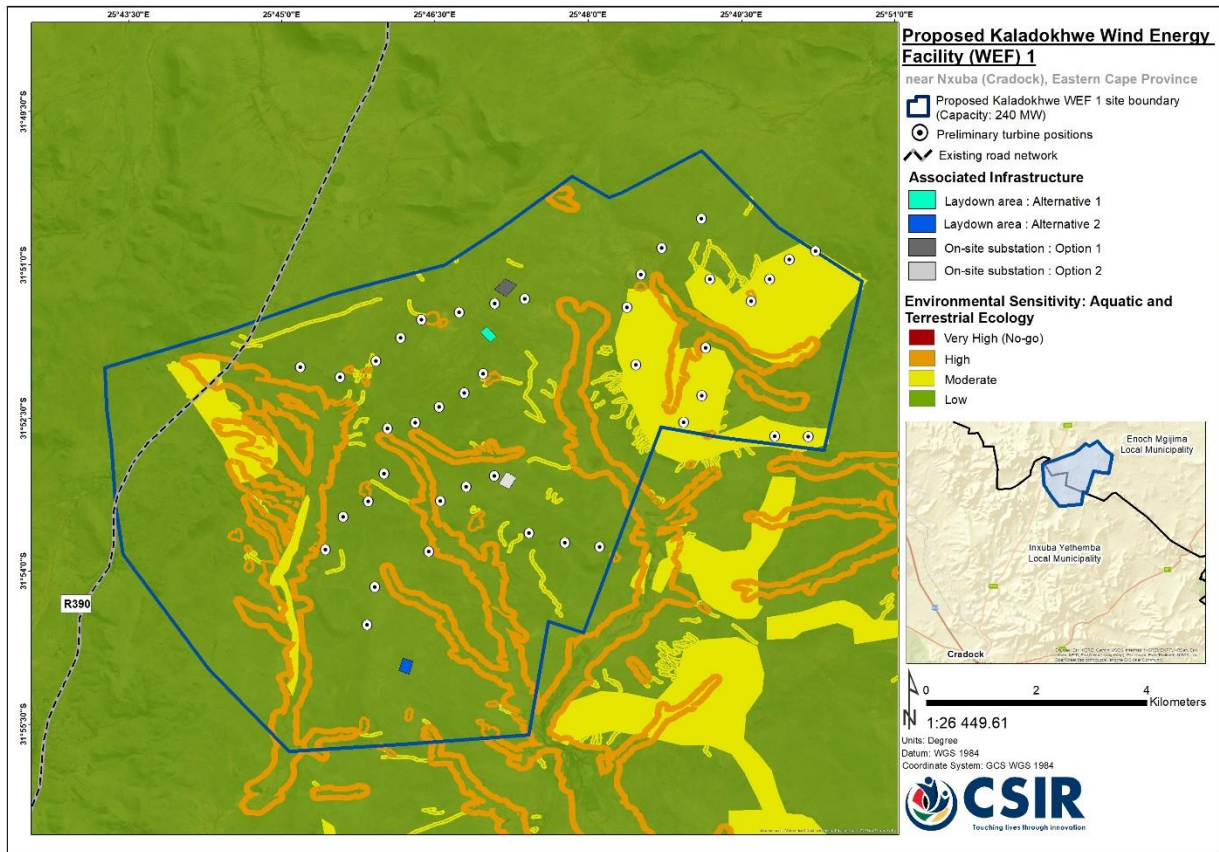 25°43'30"E
25°45'0"E
25°46'30"E
25°48'0"E
25°49'30"E
25°51'0"E
31°49'30"S
31°51'0"S
31°52'30"S
31°54'0"S
31°55'30"S
R390
Proposed Kaladokhwe Wind Energy
Facility (WEF) 1
near Nxuba (Cradock), Eastern Cape Province
Proposed Kaladokhwe WEF 1 site boundary
(Capacity: 240 MW)
Preliminary turbine positions
Existing road network
Associated Infrastructure
Laydown area : Alternative 1
Laydown area : Alternative 2
On-site substation : Option 1
On-site substation : Option 2
Environmental Sensitivity: Aquatic and
Terrestrial Ecology
Very High (No-go)
High
Moderate
Low
Enoch Mgijima
Local Municipality
Inxuba Yethemba
Local Municipality
Cradock
0 2 4
Kilometers
N
1:26 449.61
Units: Degree
Datum: WGS 1984
Coordinate System: GCS WGS 1984
CSIR
Touching lives through innovation